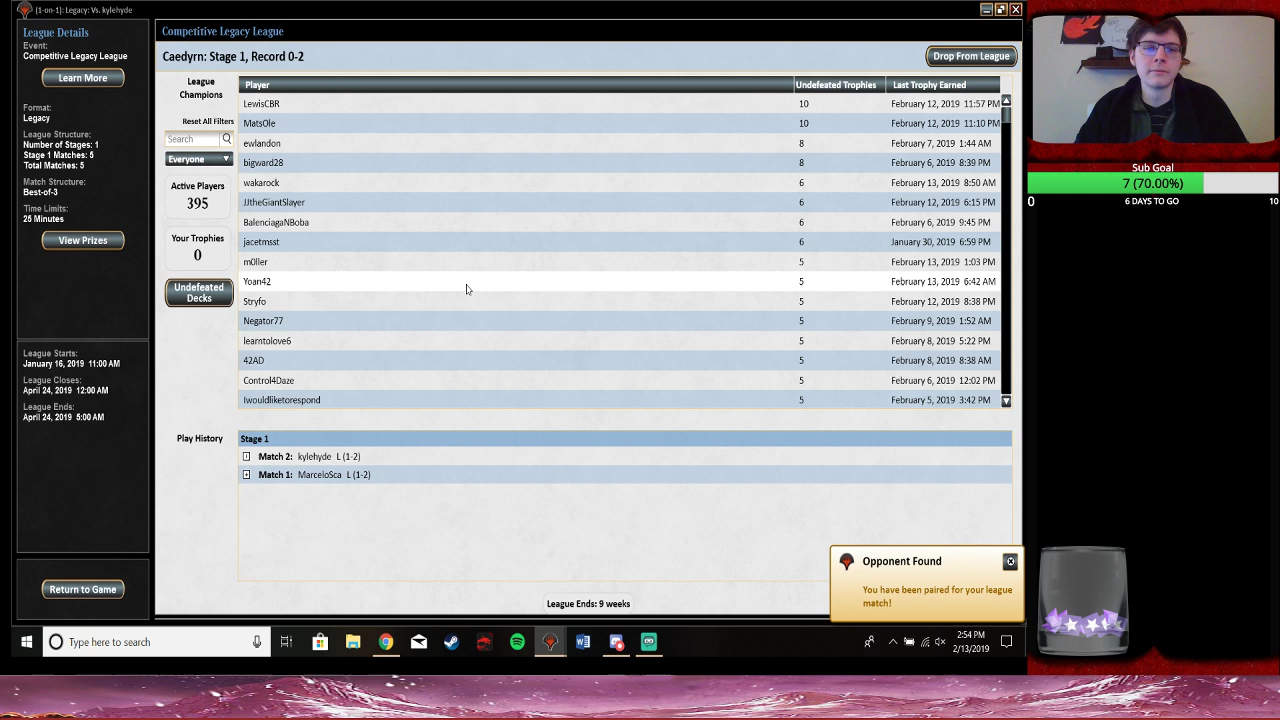 (1-on-1): Legacy: Vs. kylehyde
League Details
Event:
Competitive Legacy League
Learn More
Format:
Legacy
League Structure:
Number of Stages: 1
Stage 1 Matches: 5
Total Matches: 5
Match Structure:
Best-of-3
Time Limits:
25 Minutes
View Prizes
League Starts:
January 16, 2019 11:00 AM
League Closes:
April 24, 2019 12:00 AM
League Ends:
April 24, 2019 5:00 AM
Return to Game
Competitive Legacy League
Caedyrn: Stage 1, Record 0-2
Drop From League
League
Champions
Reset All Filters
Search
Everyone
Active Players
395
Your Trophies
0
Undefeated
Decks
Player Undefeated Trophies Last Trophy Earned
LewisCBR 10 February 12, 2019 11:57 PM
MatsOle 10 February 12, 2019 11:10 PM
ewlandon 8 February 7, 2019 1:44 AM
bigward28 8 February 6, 2019 8:39 PM
wakarock 6 February 13, 2019 8:50 AM
JJtheGiantSlayer 6 February 12, 2019 6:15 PM
BalenciagaNBoba 6 February 6, 2019 9:45 PM
jacetmsst 6 January 30, 2019 6:59 PM
m0ller 5 February 13, 2019 1:03 PM
Yoan42 5 February 13, 2019 6:42 AM
Stryfo 5 February 12, 2019 8:38 PM
Negator77 5 February 9, 2019 1:52 AM
learntolove6 5 February 8, 2019 5:22 PM
42AD 5 February 8, 2019 8:38 AM
Control4Daze 5 February 6, 2019 12:02 PM
Iwouldliketorespond 5 February 5, 2019 3:42 PM
Play History
Stage 1
Match 2: kylehyde L (1-2)
Match 1: MarceloSca L (1-2)
League Ends: 9 weeks
Opponent Found
You have been paired for your league
match!
Type here to search
2:54 PM
2/13/2019
Sub Goal
7 (70.00%)
0 6 DAYS TO GO 10